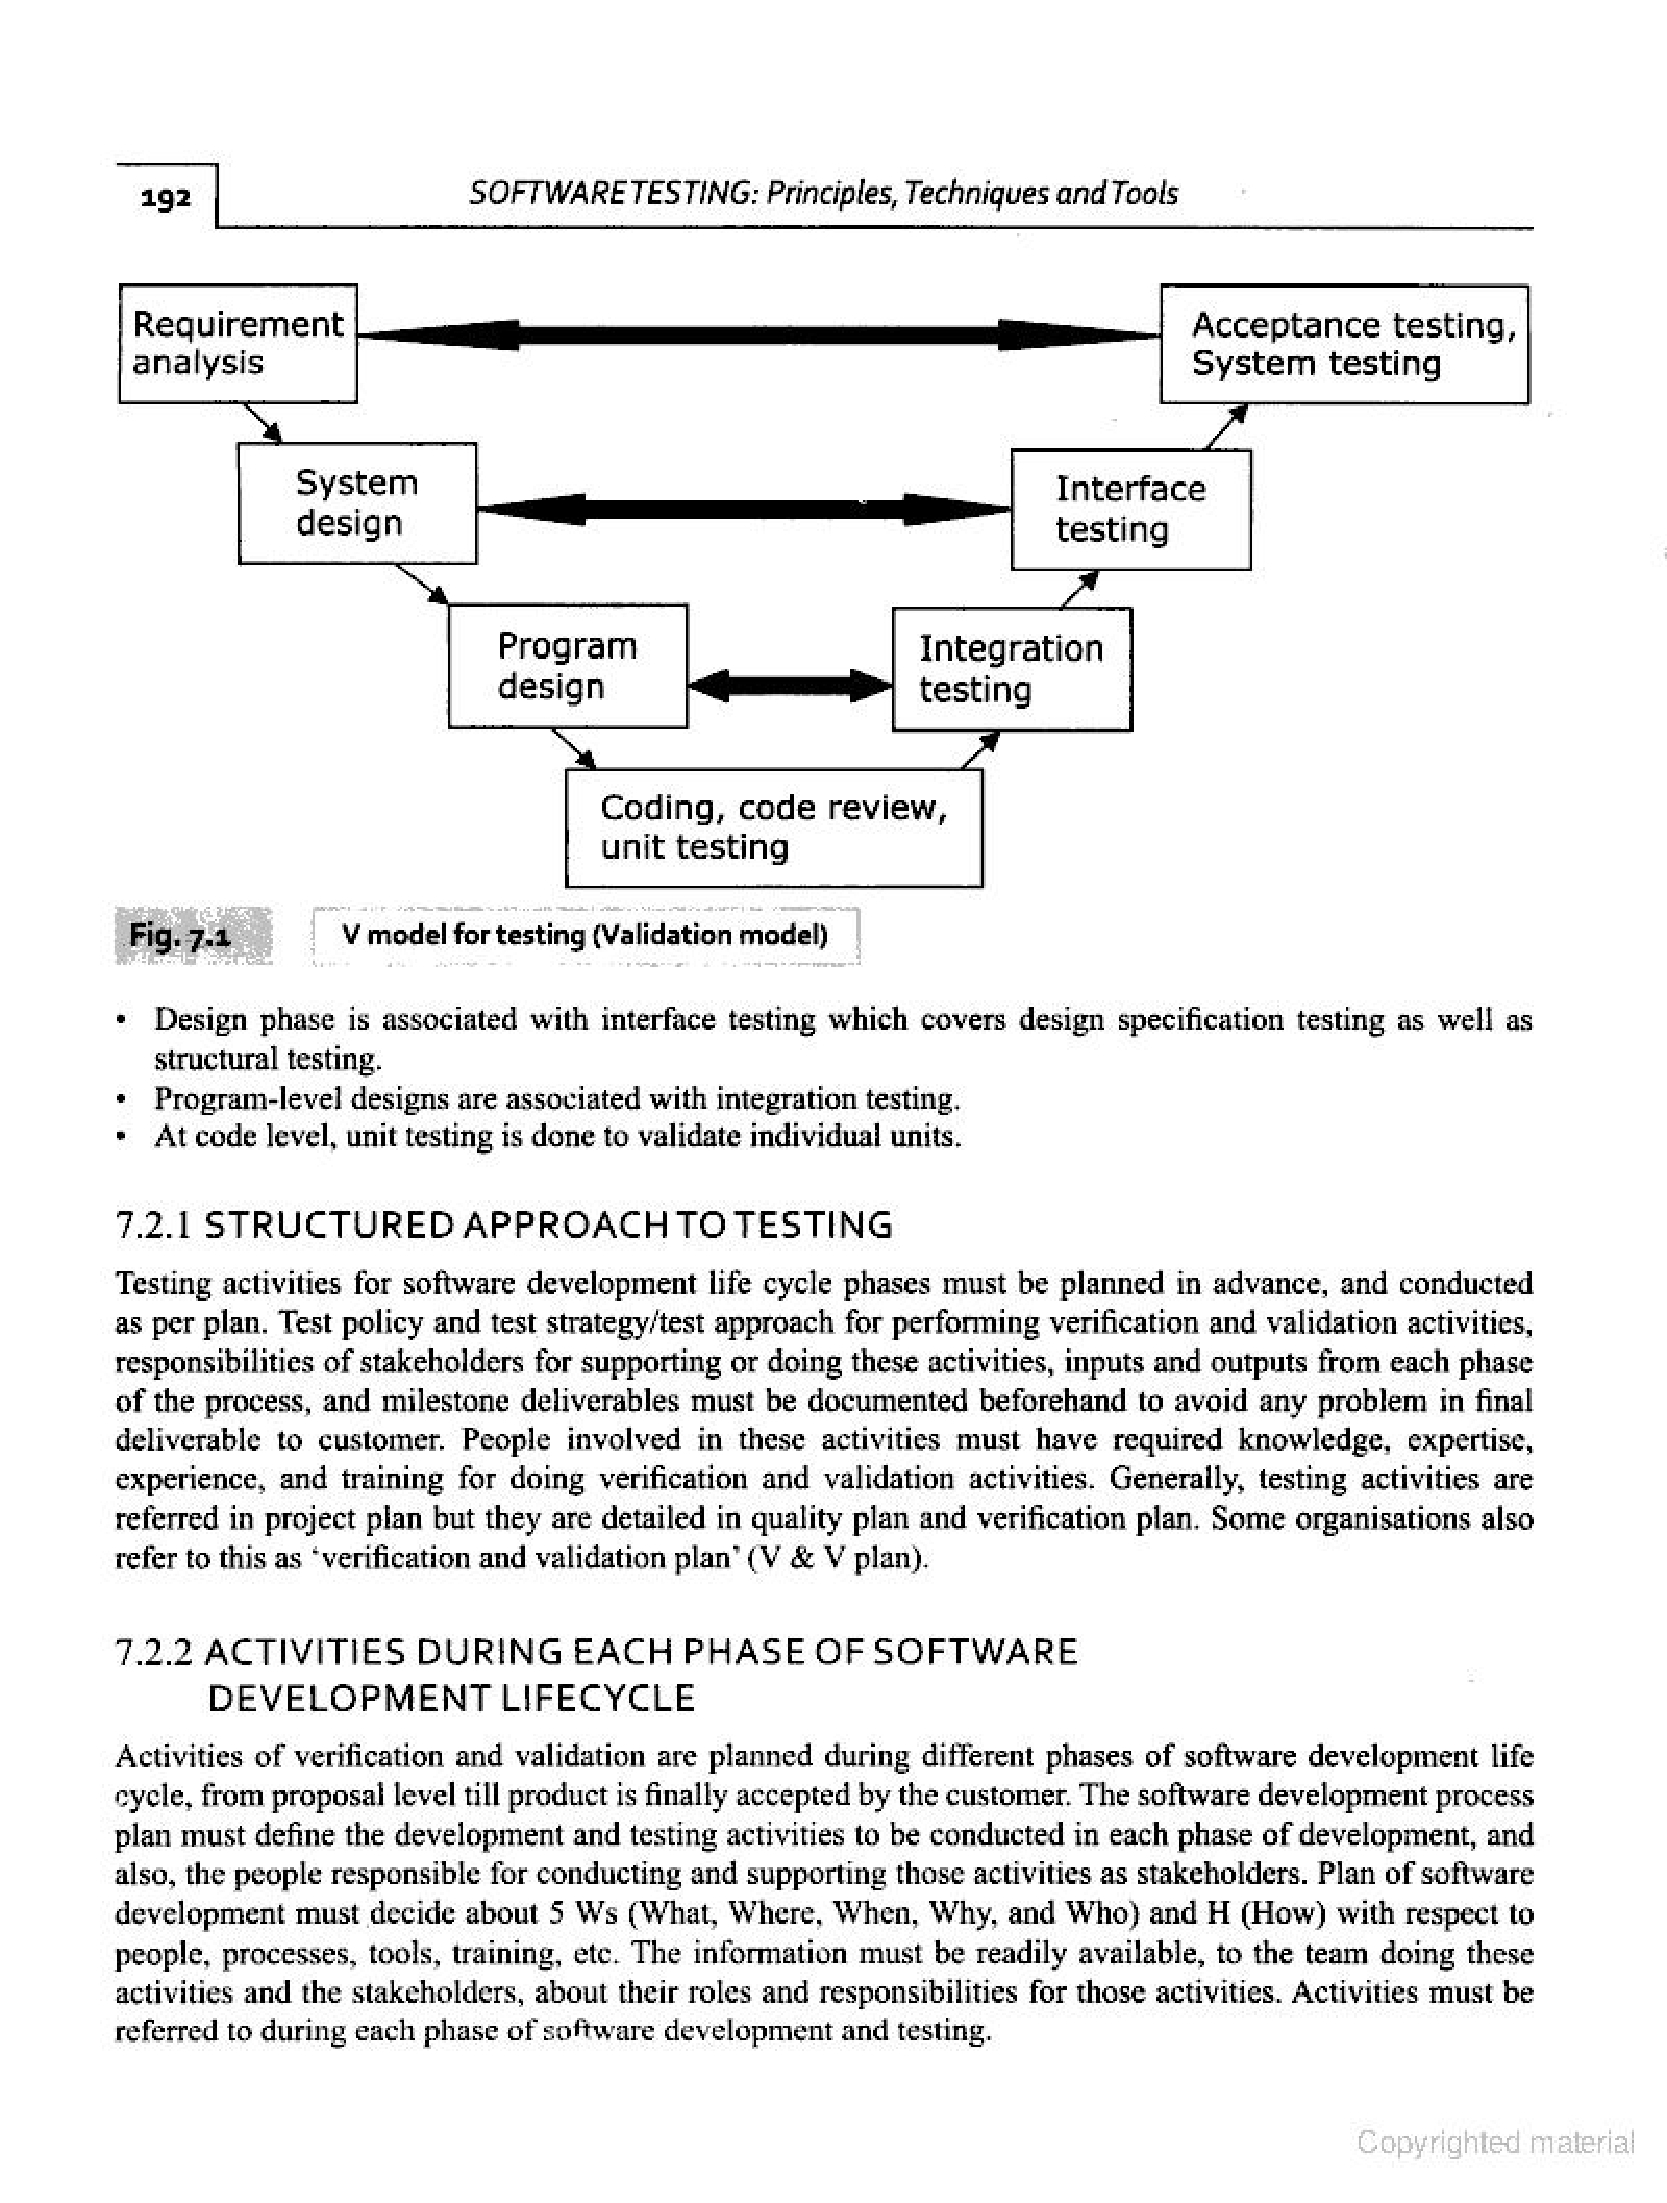 192
SOFTWARE TESTING: Principles, Techniques and Tools
Requirement
analysis
Acceptance testing,
System testing
System
design
Interface
testing
Program
design
Integration
testing
Coding, code review,
unit testing
Fig. 7.1
V model for testing (Validation model)
• Design phase is associated with interface testing which covers design specification testing as well as
structural testing.
• Program-level designs are associated with integration testing.
• At code level, unit testing is done to validate individual units.
7.2.1 STRUCTURED APPROACH TO TESTING
Testing activities for software development life cycle phases must be planned in advance, and conducted
as per plan. Test policy and test strategy/test approach for performing verification and validation activities,
responsibilities of stakeholders for supporting or doing these activities, inputs and outputs from each phase
of the process, and milestone deliverables must be documented beforehand to avoid any problem in final
deliverable to customer. People involved in these activities must have required knowledge, expertise,
experience, and training for doing verification and validation activities. Generally, testing activities are
referred in project plan but they are detailed in quality plan and verification plan. Some organisations also
refer to this as ‘verification and validation plan’ (V & V plan).
7.2.2 ACTIVITIES DURING EACH PHASE OF SOFTWARE
DEVELOPMENT LIFECYCLE
Activities of verification and validation are planned during different phases of software development life
cycle, from proposal level till product is finally accepted by the customer. The software development process
plan must define the development and testing activities to be conducted in each phase of development, and
also, the people responsible for conducting and supporting those activities as stakeholders. Plan of software
development must decide about 5 Ws (What, Where, When, Why, and Who) and H (How) with respect to
people, processes, tools, training, etc. The information must be readily available, to the team doing these
activities and the stakeholders, about their roles and responsibilities for those activities. Activities must be
referred to during each phase of software development and testing.
Copyrighted material